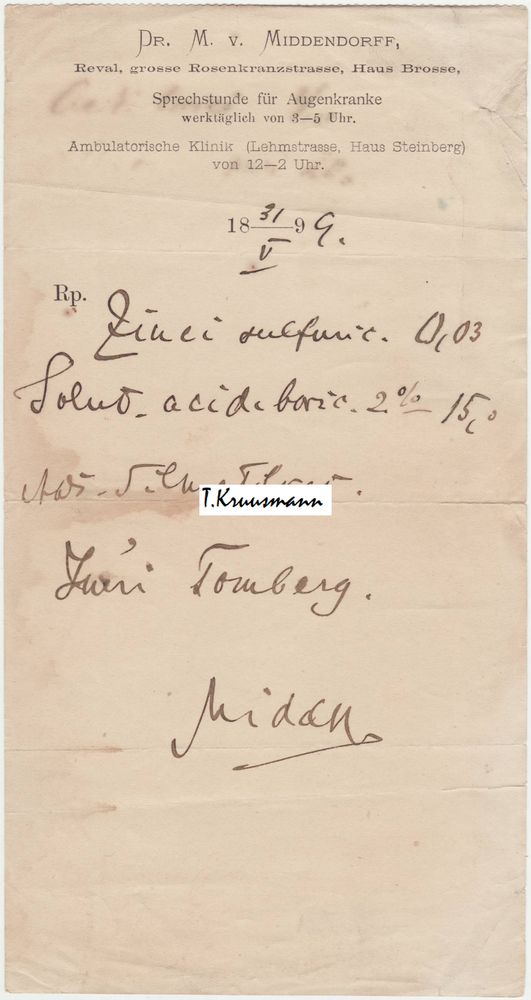 DR. M. V. MIDDENDORFF,
Reval, grosse Rosenkranzstrasse, Haus Brosse,
Sprechstunde für Augenkranke
werktäglich von 3—5 Uhr.
Ambulatorische Klinik (Lehmstrasse, Haus Steinberg)
von 12—2 Uhr.
18 31/V 99.
Rp. Zinci sulfuric. 0,03
Solut. acid. boric. 2% 15,0
T.Kruusmann
Jüri Tomberg.